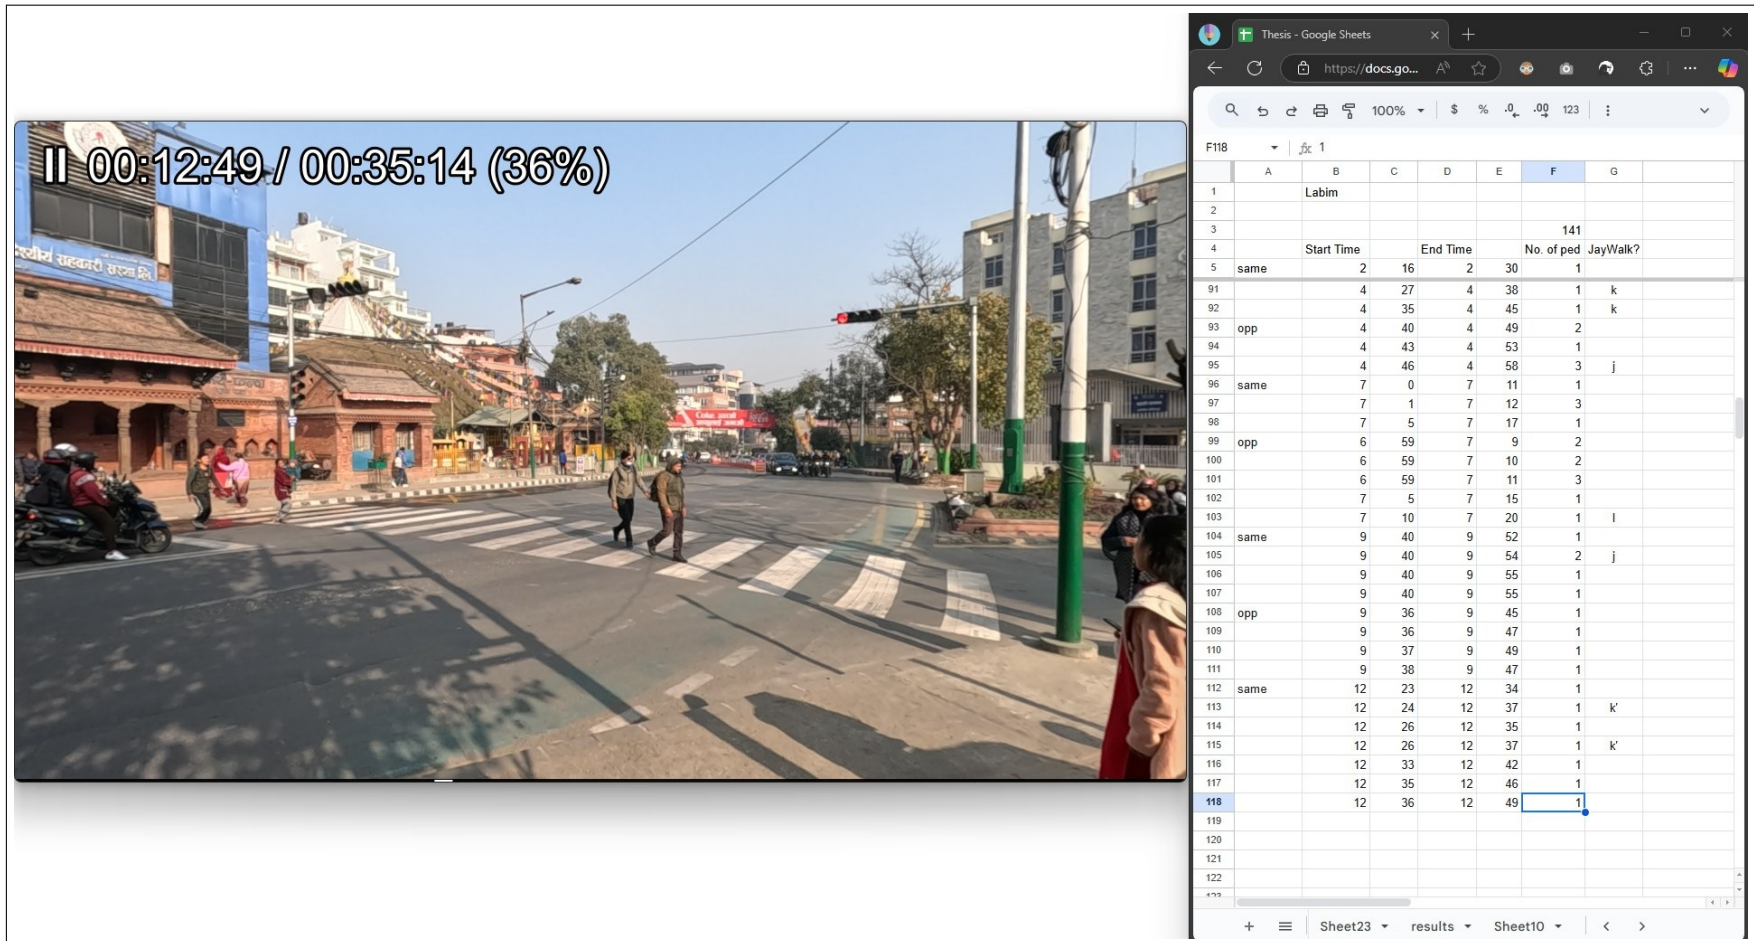 00:12:49 / 00:35:14 (36%)
सहकारी संस्था लि.
Thesis - Google Sheets
https://docs.go...
100% $ % .0 .00 123
F118 fx 1
A B C D E F G
1 Labim
2
3 141
4 Start Time End Time No. of ped JayWalk?
5 same 2 16 2 30 1
91 4 27 4 38 1 k
92 4 35 4 45 1 k
93 opp 4 40 4 49 2
94 4 43 4 53 1
95 4 46 4 58 3 j
96 same 7 0 7 11 1
97 7 1 7 12 3
98 7 5 7 17 1
99 opp 6 59 7 9 2
100 6 59 7 10 2
101 6 59 7 11 3
102 7 5 7 15 1
103 7 10 7 20 1 l
104 same 9 40 9 52 1
105 9 40 9 54 2 j
106 9 40 9 55 1
107 9 40 9 55 1
108 opp 9 36 9 45 1
109 9 36 9 47 1
110 9 37 9 49 1
111 9 38 9 47 1
112 same 12 23 12 34 1
113 12 24 12 37 1 k'
114 12 26 12 35 1
115 12 26 12 37 1 k'
116 12 33 12 42 1
117 12 35 12 46 1
118 12 36 12 49 1
119
120
121
122
123
Sheet23 results Sheet10